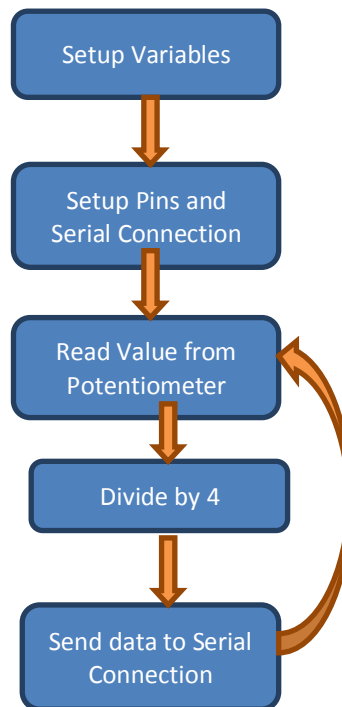 Setup Variables
Setup Pins and
Serial Connection
Read Value from
Potentiometer
Divide by 4
Send data to Serial
Connection